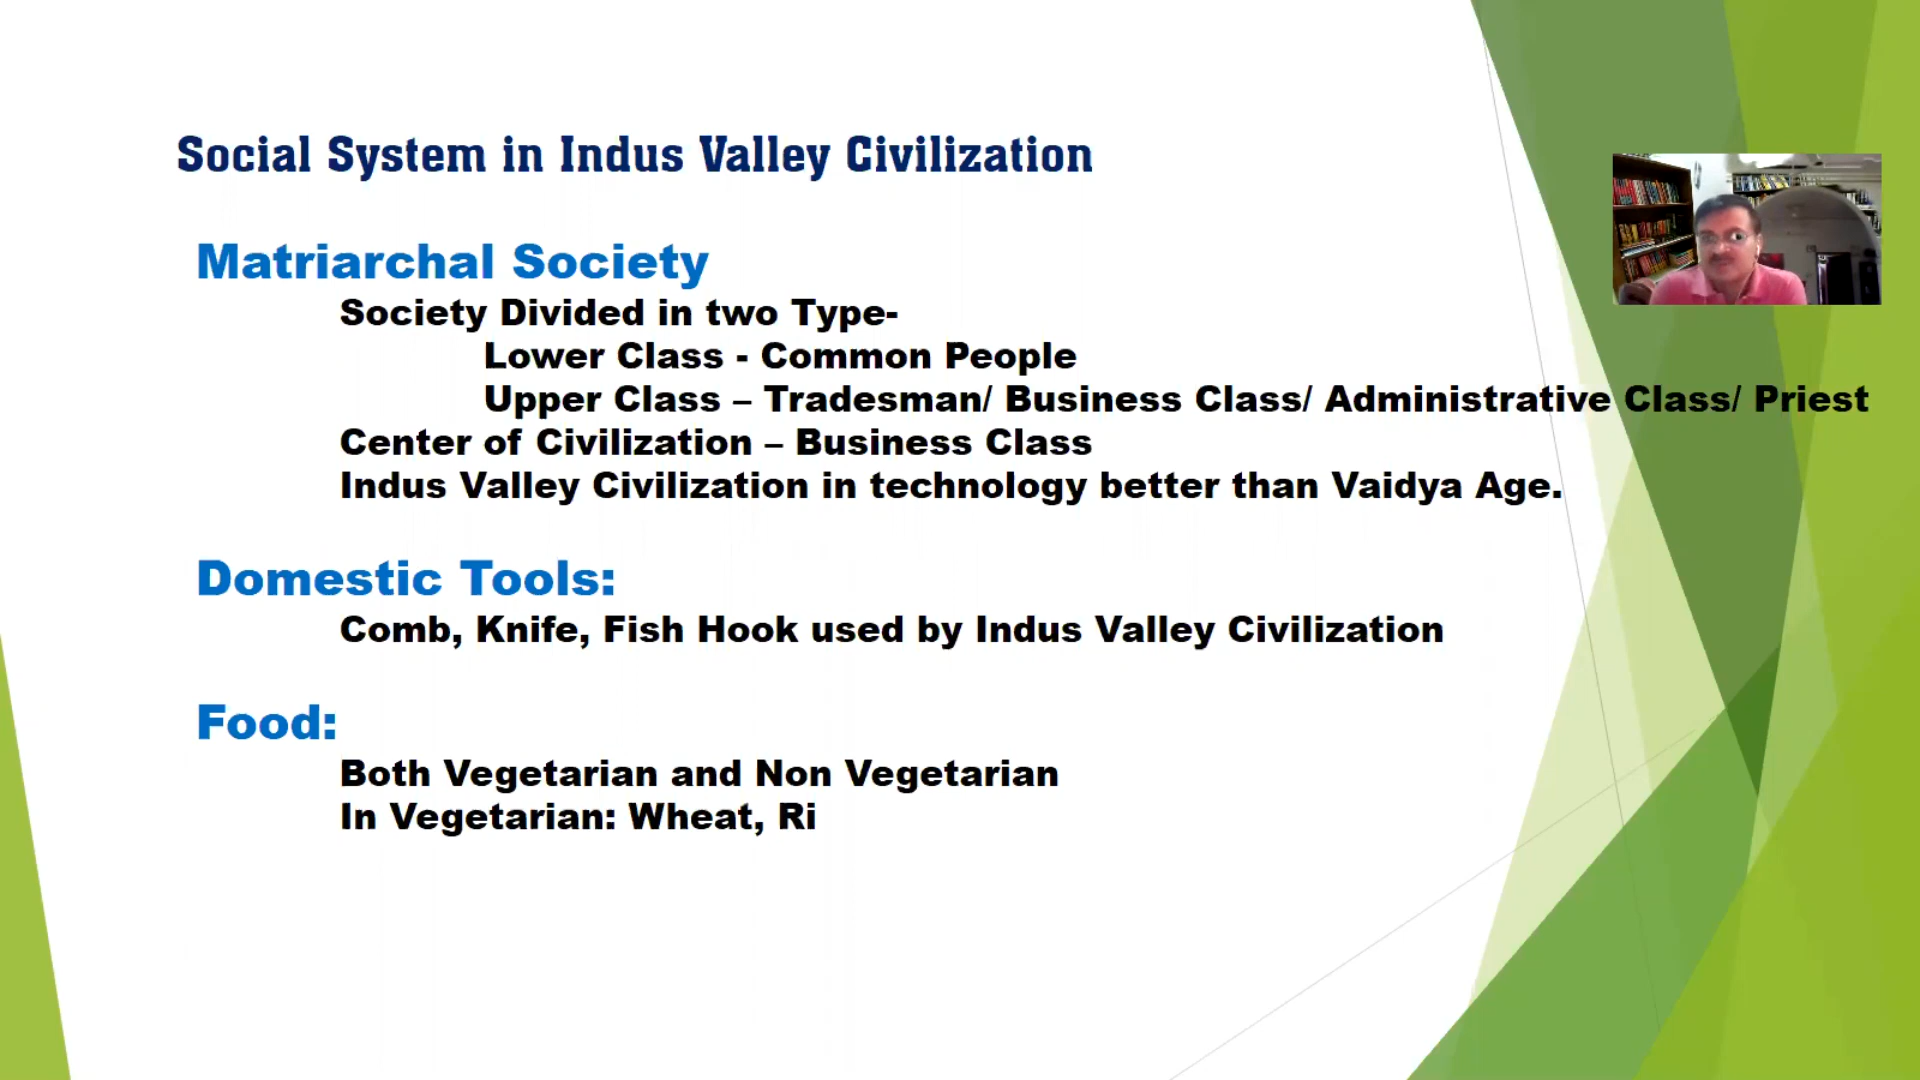 Social System in Indus Valley Civilization
Matriarchal Society
Society Divided in two Type-
Lower Class - Common People
Upper Class – Tradesman/ Business Class/ Administrative Class/ Priest
Center of Civilization – Business Class
Indus Valley Civilization in technology better than Vaidya Age.
Domestic Tools:
Comb, Knife, Fish Hook used by Indus Valley Civilization
Food:
Both Vegetarian and Non Vegetarian
In Vegetarian: Wheat, Ri